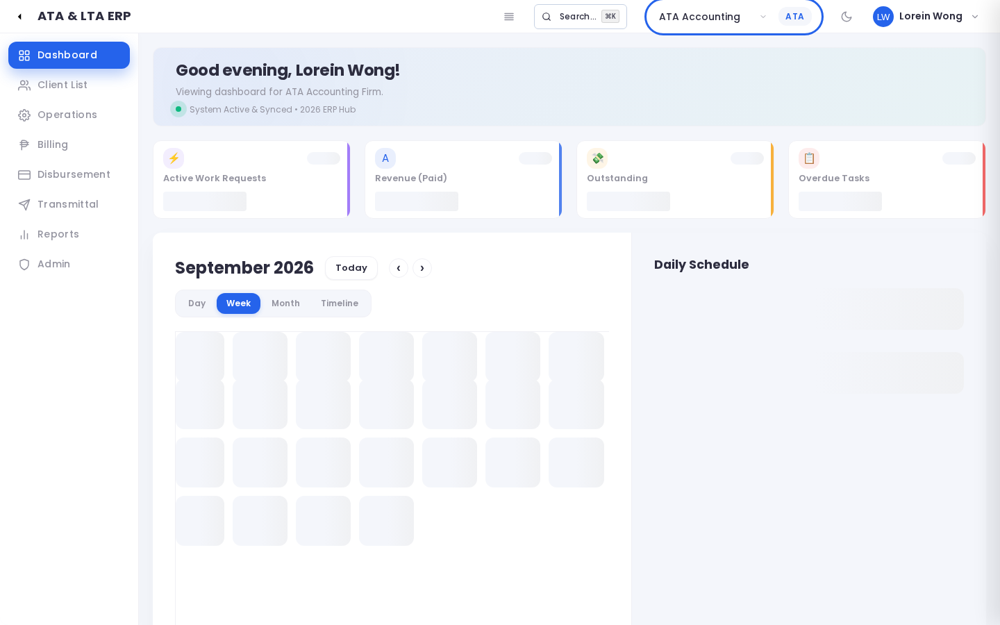 ATA & LTA ERP
Search... ⌘K
ATA Accounting
ATA
LW
Lorein Wong
Dashboard
Client List
Operations
Billing
Disbursement
Transmittal
Reports
Admin
Good evening, Lorein Wong!
Viewing dashboard for ATA Accounting Firm.
System Active & Synced • 2026 ERP Hub
Active Work Requests
A
Revenue (Paid)
Outstanding
Overdue Tasks
September 2026
Today
‹ ›
Day Week Month Timeline
Daily Schedule